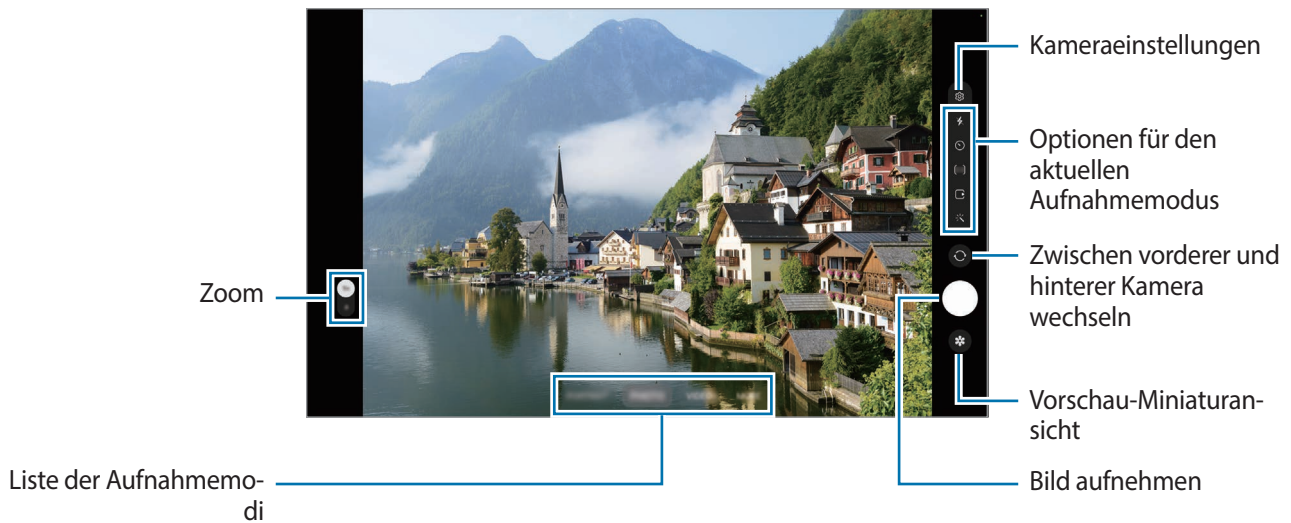 Kameraeinstellungen
Optionen für den
aktuellen
Aufnahmemodus
Zwischen vorderer und
hinterer Kamera
wechseln
Zoom
Vorschau-Miniaturan-
sicht
Liste der Aufnahmemo-
di
Bild aufnehmen